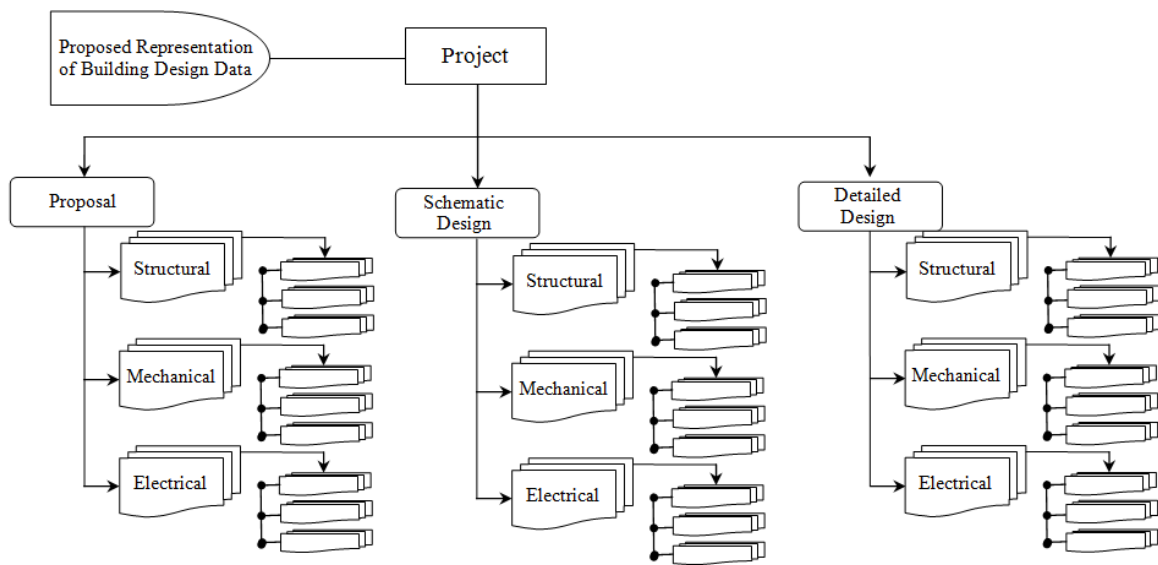 Proposed Representation
of Building Design Data
Project
Proposal
Structural
Mechanical
Electrical
Schematic
Design
Structural
Mechanical
Electrical
Detailed
Design
Structural
Mechanical
Electrical